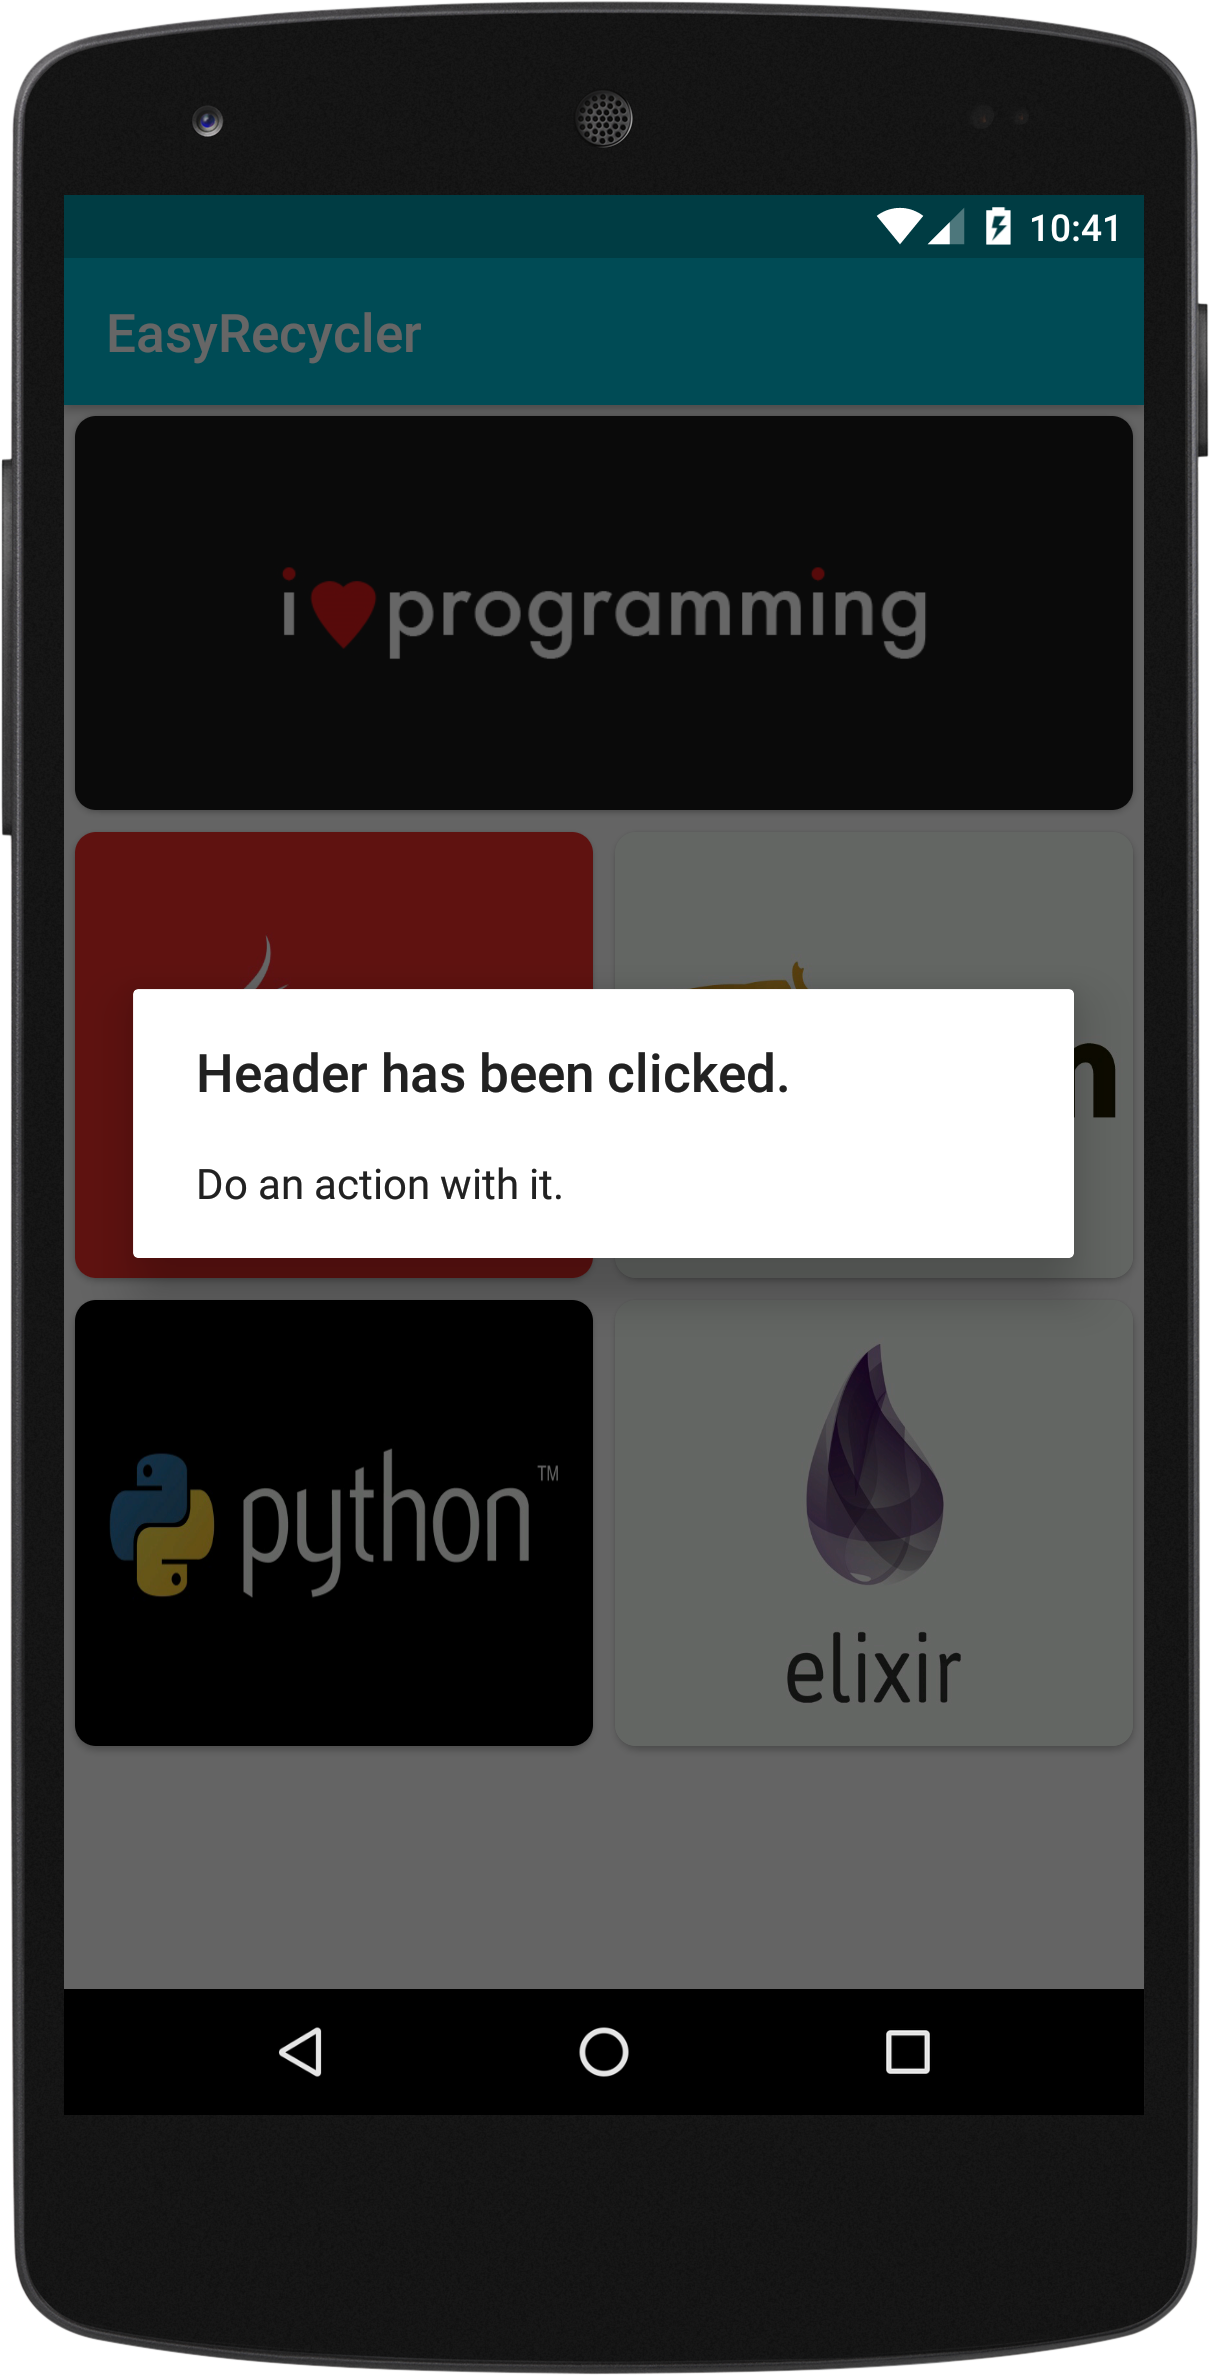 10:41
EasyRecycler
i programming
Header has been clicked.
Do an action with it.
python TM
elixir